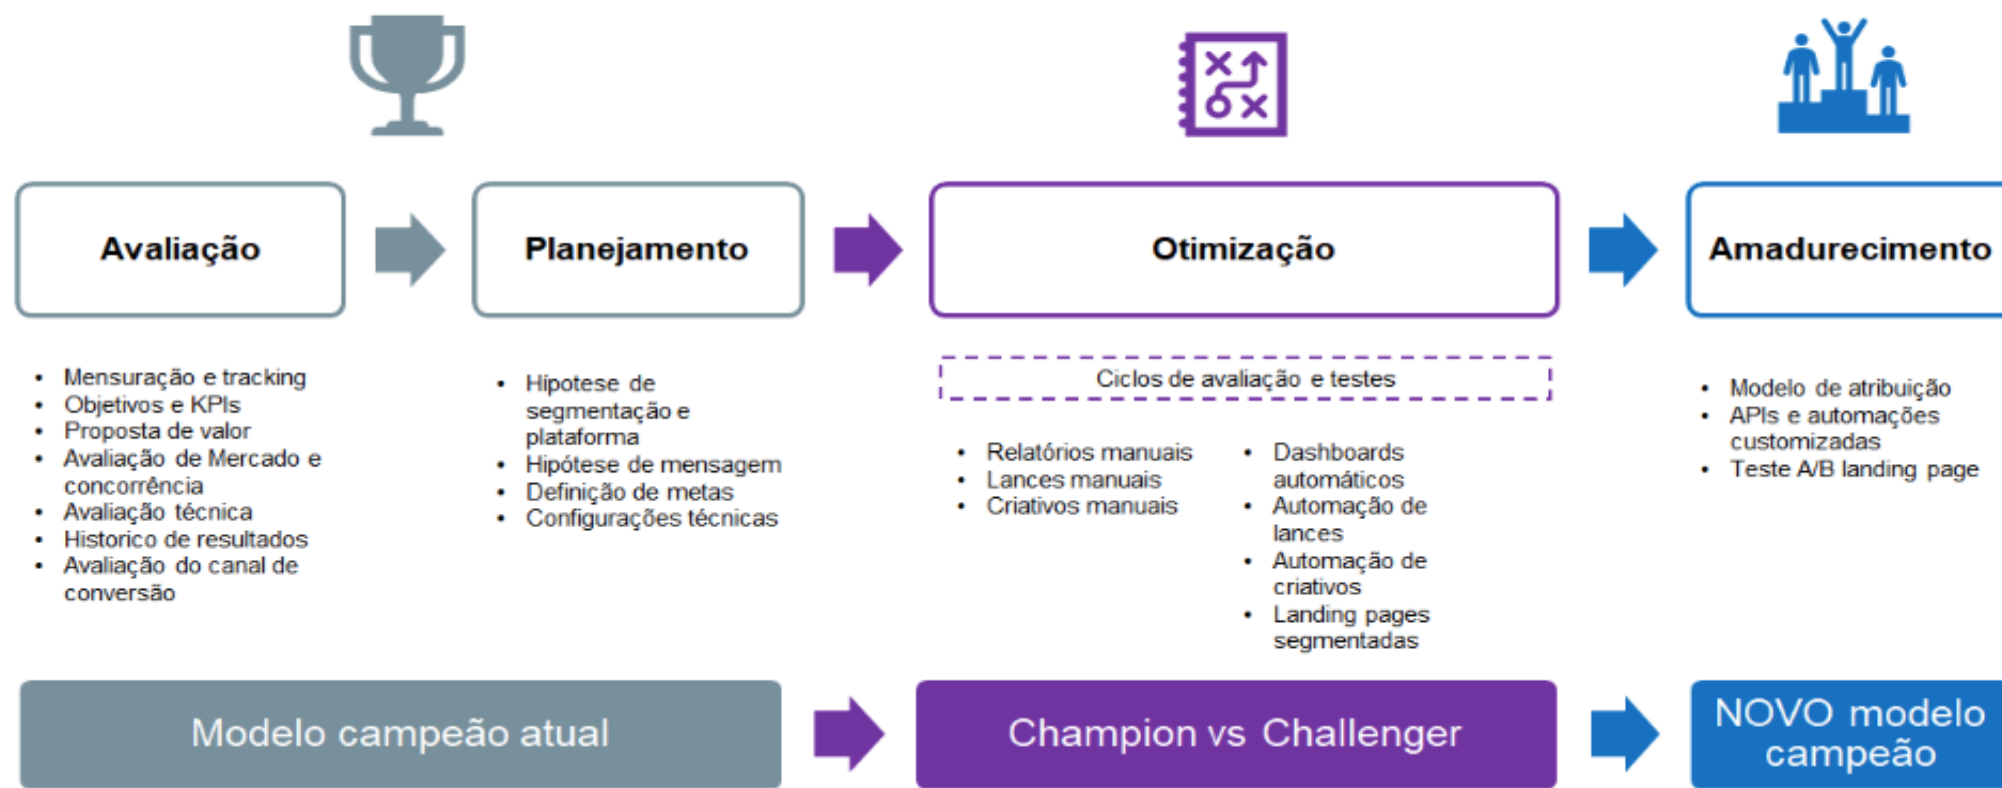 Avaliação
Planejamento
Otimização
Amadurecimento
• Mensuração e tracking
• Objetivos e KPIs
• Proposta de valor
• Avaliação de Mercado e
concorrência
• Avaliação técnica
• Historico de resultados
• Avaliação do canal de
conversão
• Hípotese de
segmentação e
plataforma
• Hipótese de mensagem
• Definição de metas
• Configurações técnicas
Ciclos de avaliação e testes
• Relatórios manuais
• Lances manuais
• Criativos manuais
• Dashboards
automáticos
• Automação de
lances
• Automação de
criativos
• Landing pages
segmentadas
• Modelo de atribuição
• APIs e automações
customizadas
• Teste A/B landing page
Modelo campeão atual
Champion vs Challenger
NOVO modelo
campeão